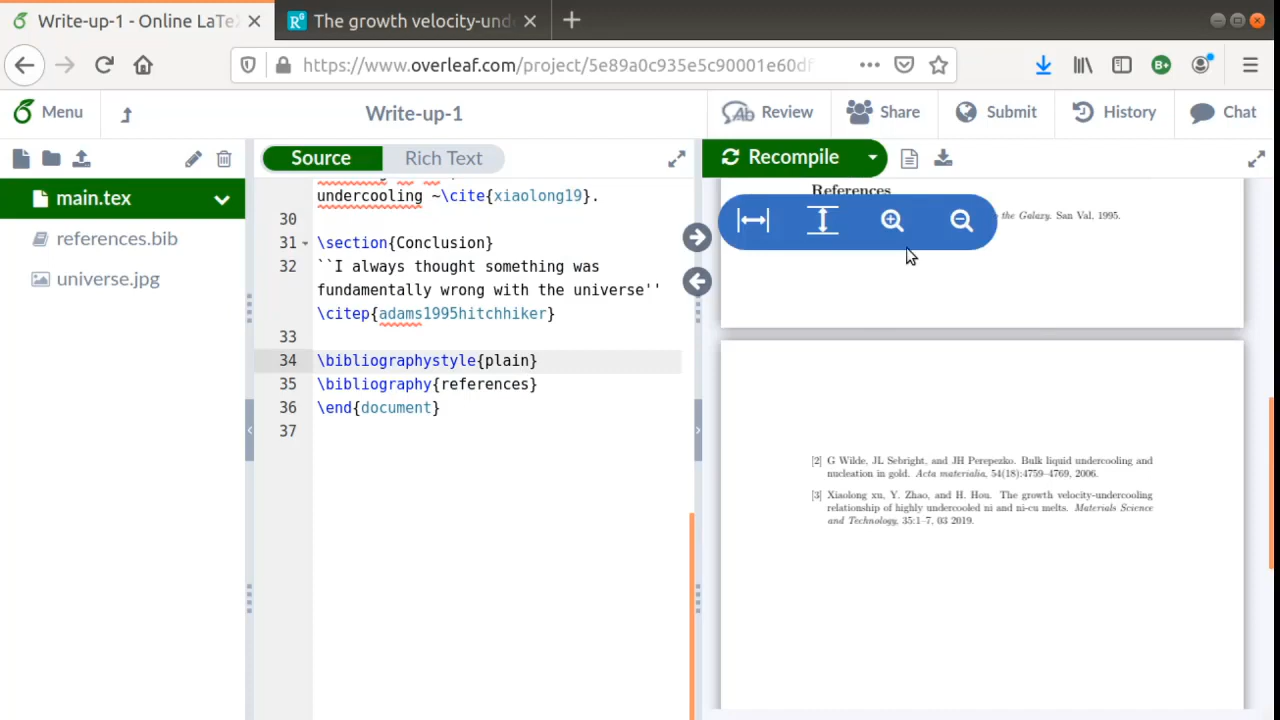 Write-up-1 - Online LaTeX
The growth velocity-und
https://www.overleaf.com/project/5e89a0c935e5c90001e60df
B+
Menu
Write-up-1
Review
Share
Submit
History
Chat
Source
Rich Text
Recompile
main.tex
references.bib
universe.jpg
undercooling ~\cite{xiaolong19}.
30
31 \section{Conclusion}
32 ``I always thought something was
fundamentally wrong with the universe''
\citep{adams1995hitchhiker}
33
34 \bibliographystyle{plain}
35 \bibliography{references}
36 \end{document}
37
References
the Galaxy. San Val, 1995.
[2] G Wilde, JL Sebright, and JH Perepezko. Bulk liquid undercooling and
nucleation in gold. Acta materialia, 54(18):4759–4769, 2006.
[3] Xiaolong xu, Y. Zhao, and H. Hou. The growth velocity-undercooling
relationship of highly undercooled ni and ni-cu melts. Materials Science
and Technology, 35:1–7, 03 2019.